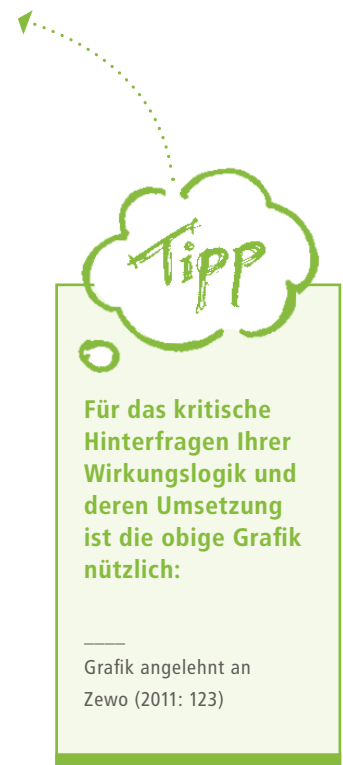 Tipp
Für das kritische
Hinterfragen Ihrer
Wirkungslogik und
deren Umsetzung
ist die obige Grafik
nützlich:
____
Grafik angelehnt an
Zewo (2011: 123)